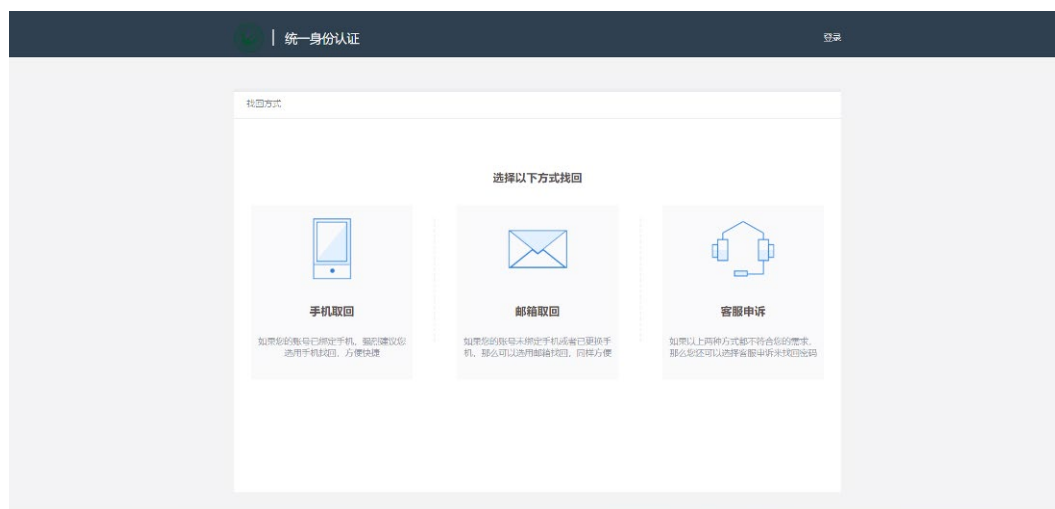 统一身份认证
登录
找回方式
选择以下方式找回
手机取回
如果您的账号已绑定手机，强烈建议您
选用手机找回，方便快捷
邮箱取回
如果您的账号未绑定手机或者已更换手
机，那么可以选用邮箱找回，同样方便
客服申诉
如果以上两种方式都不符合您的需求，
那么您还可以选择客服申诉来找回密码